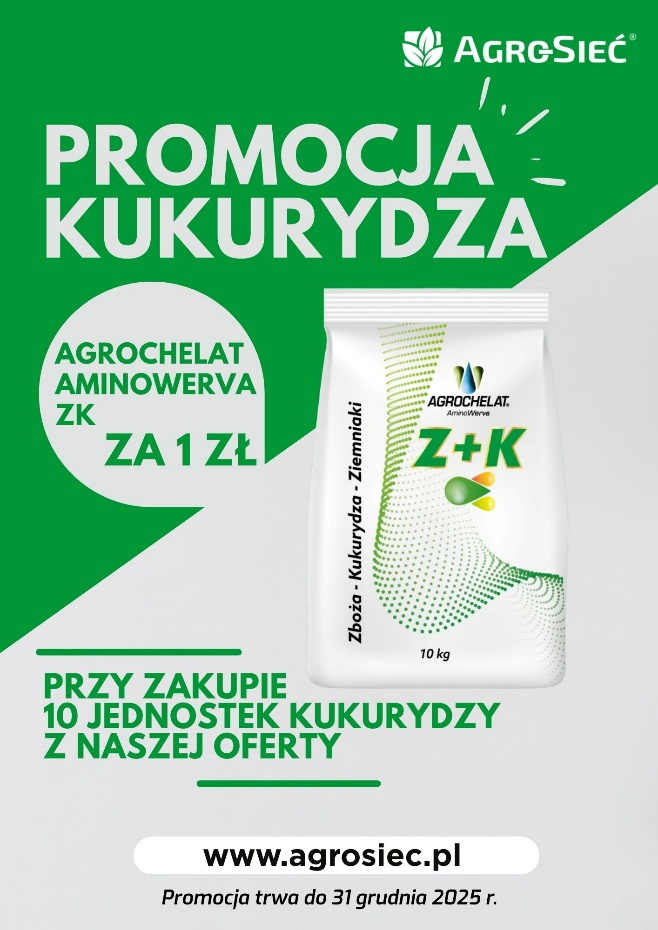 AGROSIEĆ®
PROMOCJA
KUKURYDZA
AGROCHELAT
AMINOWERVA
ZK
ZA 1 ZŁ
AGROCHELAT®
AminoWerva
Z+K
Zboża - Kukurydza - Ziemniaki
10 kg
PRZY ZAKUPIE
10 JEDNOSTEK KUKURYDZY
Z NASZEJ OFERTY
www.agrosiec.pl
Promocja trwa do 31 grudnia 2025 r.